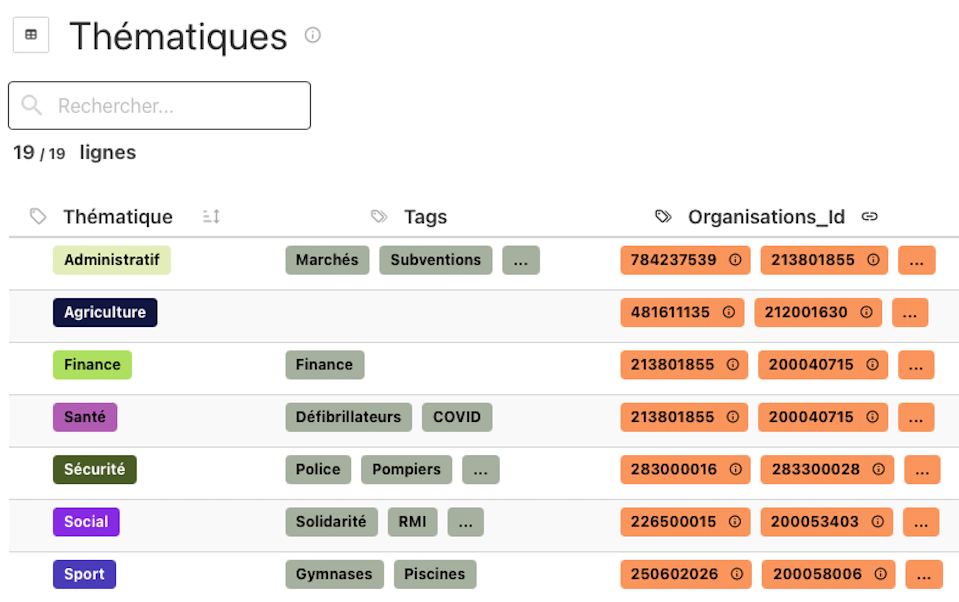 Thématiques
Rechercher...
19 / 19 lignes
Thématique Tags Organisations_Id
Administratif Marchés Subventions ... 784237539 213801855 ...
Agriculture 481611135 212001630 ...
Finance Finance 213801855 200040715 ...
Santé Défibrillateurs COVID 213801855 200040715 ...
Sécurité Police Pompiers ... 283000016 283300028 ...
Social Solidarité RMI ... 226500015 200053403 ...
Sport Gymnases Piscines 250602026 200058006 ...